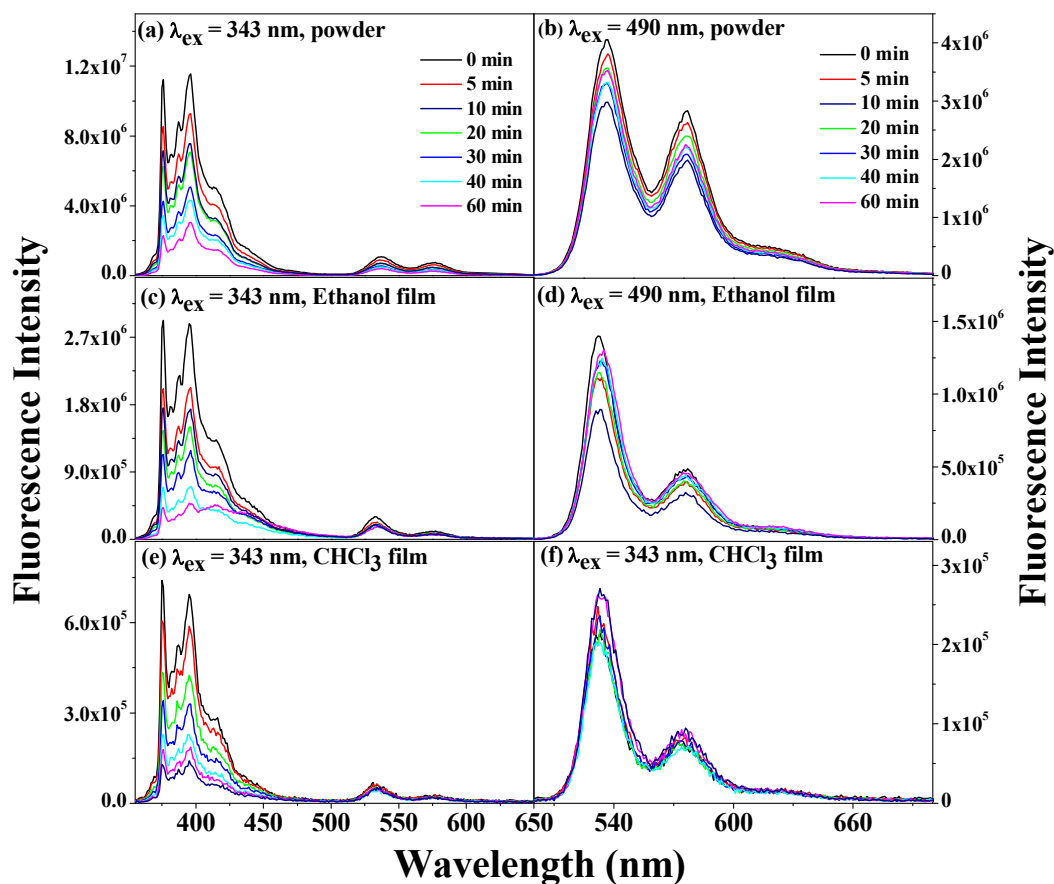 (a) λex = 343 nm, powder
1.2x10⁷
8.0x10⁶
4.0x10⁶
0.0
0 min
5 min
10 min
20 min
30 min
40 min
60 min
(b) λex = 490 nm, powder
0 min
5 min
10 min
20 min
30 min
40 min
60 min
4x10⁶
3x10⁶
2x10⁶
1x10⁶
0
(c) λex = 343 nm, Ethanol film
2.7x10⁶
1.8x10⁶
9.0x10⁵
0.0
(d) λex = 490 nm, Ethanol film
1.5x10⁶
1.0x10⁶
5.0x10⁵
0.0
(e) λex = 343 nm, CHCl₃ film
6.0x10⁵
3.0x10⁵
0.0
(f) λex = 343 nm, CHCl₃ film
3x10⁵
2x10⁵
1x10⁵
0
400 450 500 550 600 650
540 600 660
Wavelength (nm)
Fluorescence Intensity
Fluorescence Intensity